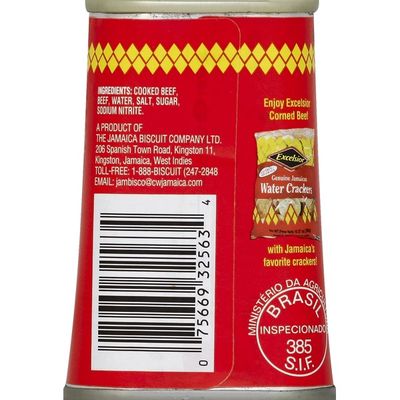 INGREDIENTS: COOKED BEEF,
BEEF, WATER, SALT, SUGAR,
SODIUM NITRITE.
A PRODUCT OF
THE JAMAICA BISCUIT COMPANY LTD.
206 Spanish Town Road, Kingston 11,
Kingston, Jamaica, West Indies
TOLL-FREE: 1-888-BISCUIT (247-2848
EMAIL: jambisco@cwjamaica.com
0 75669 32563 4
Enjoy Excelsior
Corned Beef
Excelsior
Genuine Jamaican
Water Crackers
with Jamaica's
favorite crackers!
MINISTÉRIO DA
BRASIL
INSPECIONADO
385
S.I.F.